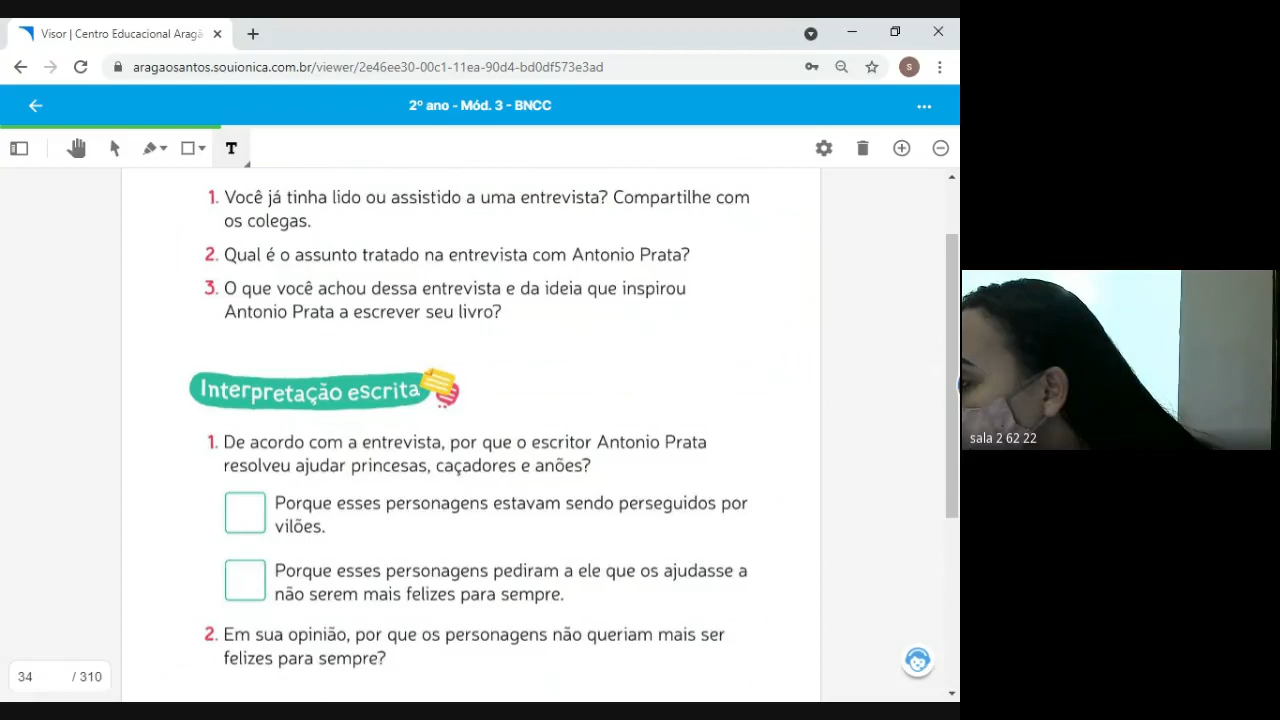 Visor | Centro Educacional Aragã
aragaosantos.souionica.com.br/viewer/2e46ee30-00c1-11ea-90d4-bd0df573e3ad
S
2º ano - Mód. 3 - BNCC
T
1. Você já tinha lido ou assistido a uma entrevista? Compartilhe com
os colegas.
2. Qual é o assunto tratado na entrevista com Antonio Prata?
3. O que você achou dessa entrevista e da ideia que inspirou
Antonio Prata a escrever seu livro?
Interpretação escrita
1. De acordo com a entrevista, por que o escritor Antonio Prata
resolveu ajudar princesas, caçadores e anões?
Porque esses personagens estavam sendo perseguidos por
vilões.
Porque esses personagens pediram a ele que os ajudasse a
não serem mais felizes para sempre.
2. Em sua opinião, por que os personagens não queriam mais ser
felizes para sempre?
34 / 310
sala 2 62 22